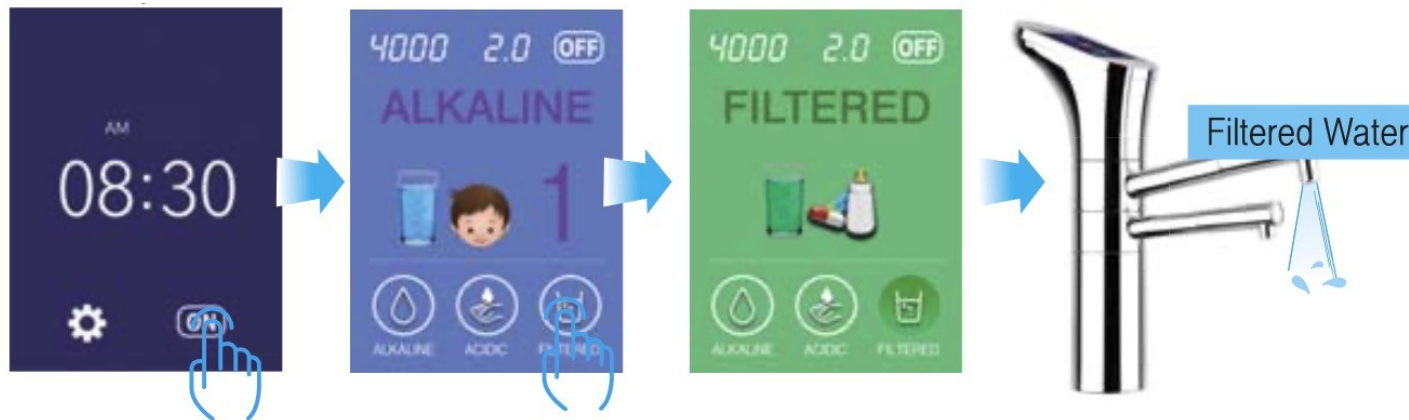 AM
08:30
ON
4000 2.0 OFF
ALKALINE
1
ALKALINE ACIDIC FILTERED
4000 2.0 OFF
FILTERED
ALKALINE ACIDIC FILTERED
Filtered Water